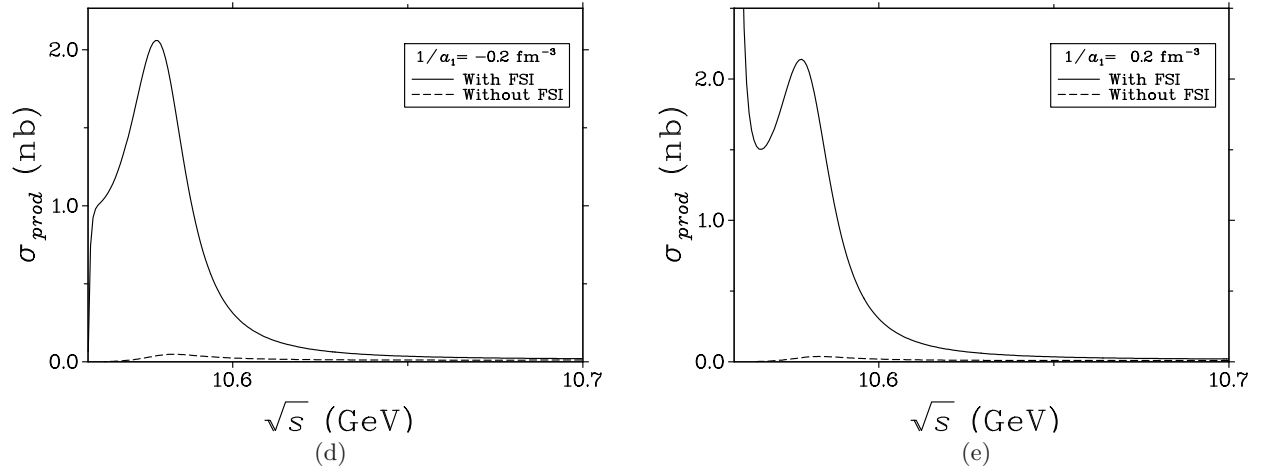 1/a₁= −0.2 fm⁻³
With FSI
Without FSI
2.0
1.0
0.0
σ prod (nb)
10.6
10.7
√s (GeV)
(d)
1/a₁= 0.2 fm⁻³
With FSI
Without FSI
2.0
1.0
0.0
σ prod (nb)
10.6
10.7
√s (GeV)
(e)